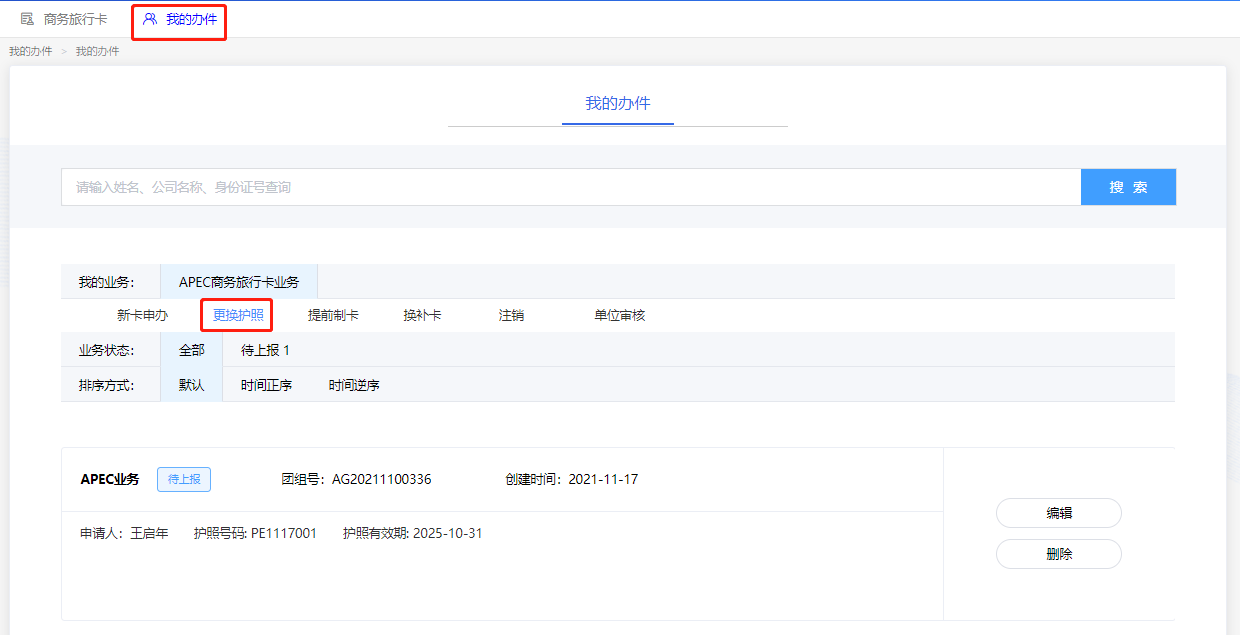 商务旅行卡 我的办件
我的办件 > 我的办件
我的办件
请输入姓名、公司名称、身份证号查询 搜 索
我的业务: APEC商务旅行卡业务
新卡申办 更换护照 提前制卡 换补卡 注销 单位审核
业务状态: 全部 待上报 1
排序方式: 默认 时间正序 时间逆序
APEC业务 待上报 团组号: AG20211100336 创建时间: 2021-11-17
编辑
申请人: 王启年 护照号码: PE1117001 护照有效期: 2025-10-31
删除